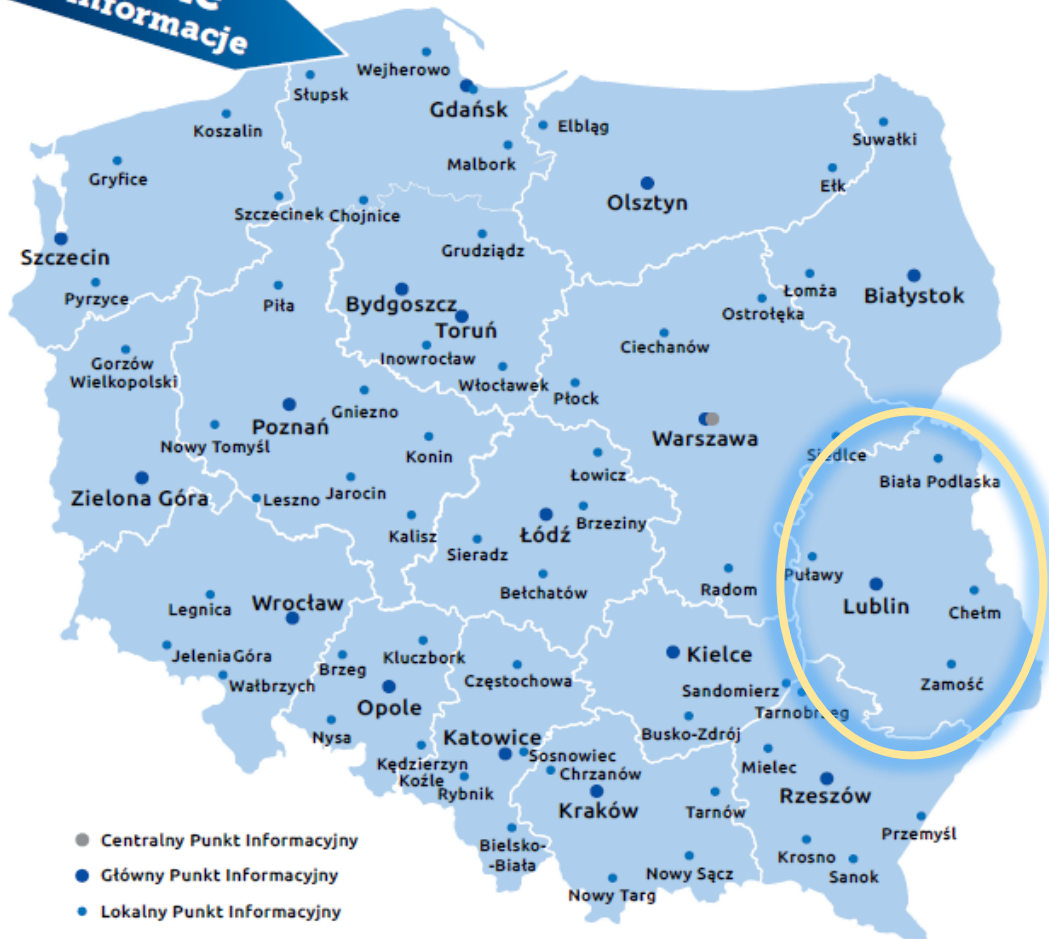 informacje
Wejherowo
Słupsk
Gdańsk
Koszalin
Elbląg
Suwałki
Malbork
Gryfice
Ełk
Olsztyn
Szczecinek
Chojnice
Grudziądz
Szczecin
Pyrzyce
Piła
Bydgoszcz
Łomża
Białystok
Ostrołęka
Toruń
Ciechanów
Inowrocław
Gorzów
Wielkopolski
Włocławek
Płock
Gniezno
Poznań
Warszawa
Nowy Tomyśl
Konin
Siedlce
Łowicz
Biała Podlaska
Zielona Góra
Leszno
Jarocin
Brzeziny
Kalisz
Łódź
Sieradz
Puławy
Bełchatów
Radom
Wrocław
Lublin
Legnica
Chełm
Jelenia Góra
Kluczbork
Kielce
Brzeg
Częstochowa
Wałbrzych
Sandomierz
Zamość
Opole
Tarnobrzeg
Nysa
Katowice
Busko-Zdrój
Sosnowiec
Kędzierzyn
Koźle
Chrzanów
Mielec
Rybnik
Rzeszów
Kraków
Tarnów
Przemyśl
Centralny Punkt Informacyjny
Bielsko-
-Biała
Krosno
Nowy Sącz
Sanok
Główny Punkt Informacyjny
Nowy Targ
Lokalny Punkt Informacyjny